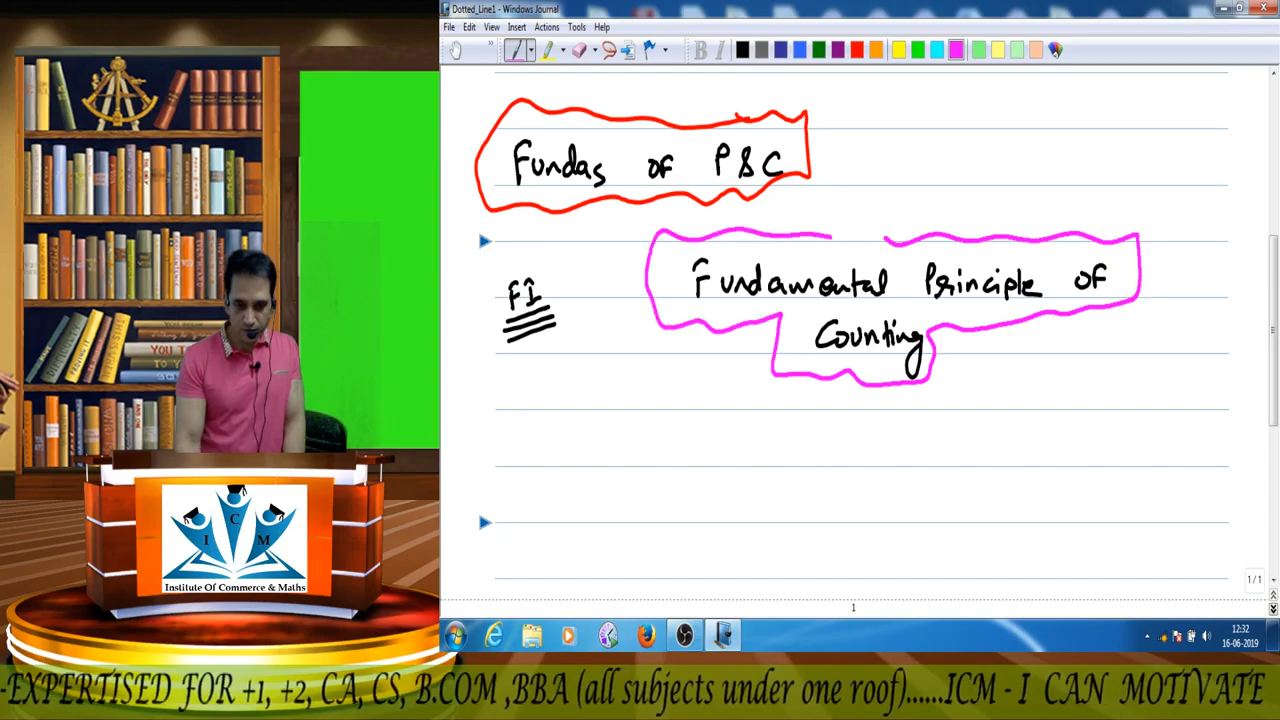 Dotted_Line1 - Windows Journal
File Edit View Insert Actions Tools Help
B I
Fundas of P & C
F1
Fundamental Principle of
Counting
1/1
1
12:32
16-06-2019
I C M
Institute Of Commerce & Maths
-EXPERTISED FOR +1, +2, CA, CS, B.COM ,BBA (all subjects under one roof)......ICM - I CAN MOTIVATE